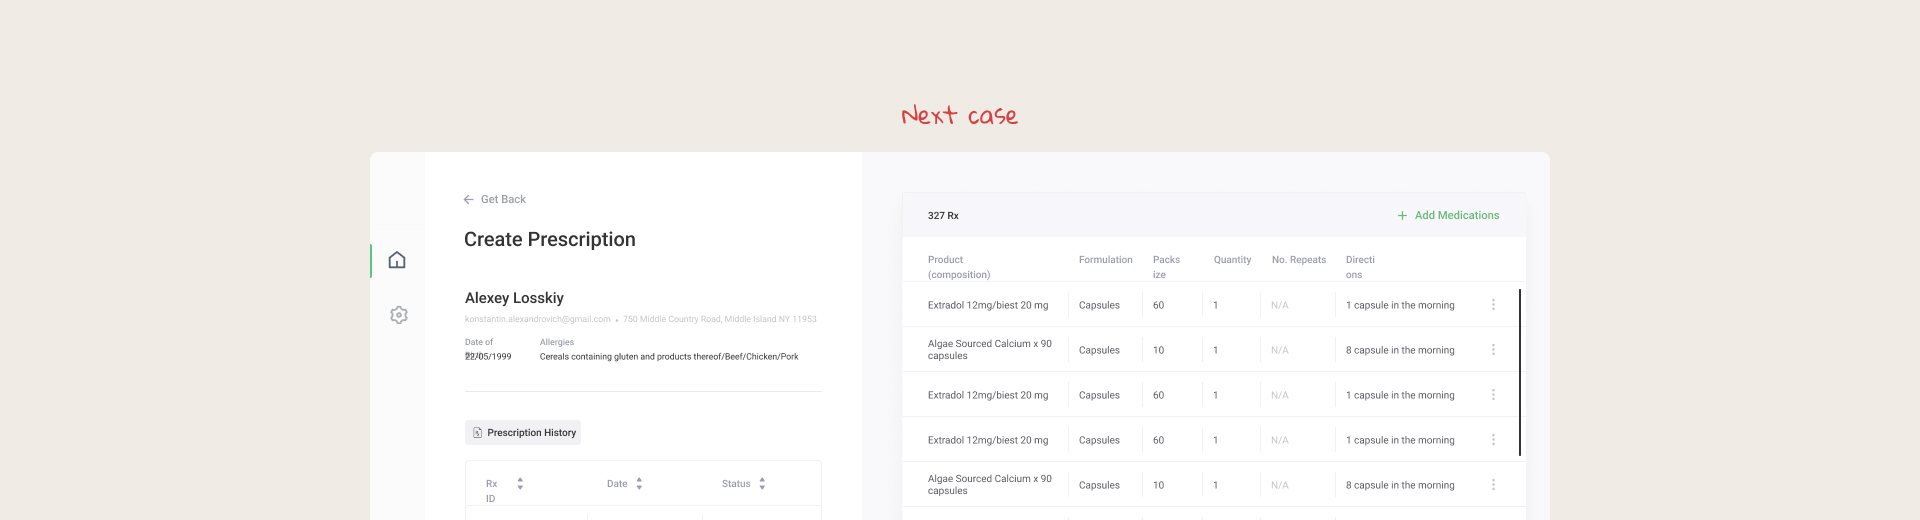 Next case
Get Back
Create Prescription
Alexey Losskiy
konstantin.alexandrovich@gmail.com • 750 Middle Country Road, Middle Island NY 11953
Date of
Allergies
22/05/1999
Cereals containing gluten and products thereof/Beef/Chicken/Pork
Prescription History
Rx
ID
Date
Status
327 Rx
+ Add Medications
Product
(composition)
Formulation
Packs
ize
Quantity
No. Repeats
Directi
ons
Extradol 12mg/biest 20 mg
Capsules
60
1
N/A
1 capsule in the morning
Algae Sourced Calcium x 90
capsules
Capsules
10
1
N/A
8 capsule in the morning
Extradol 12mg/biest 20 mg
Capsules
60
1
N/A
1 capsule in the morning
Extradol 12mg/biest 20 mg
Capsules
60
1
N/A
1 capsule in the morning
Algae Sourced Calcium x 90
capsules
Capsules
10
1
N/A
8 capsule in the morning